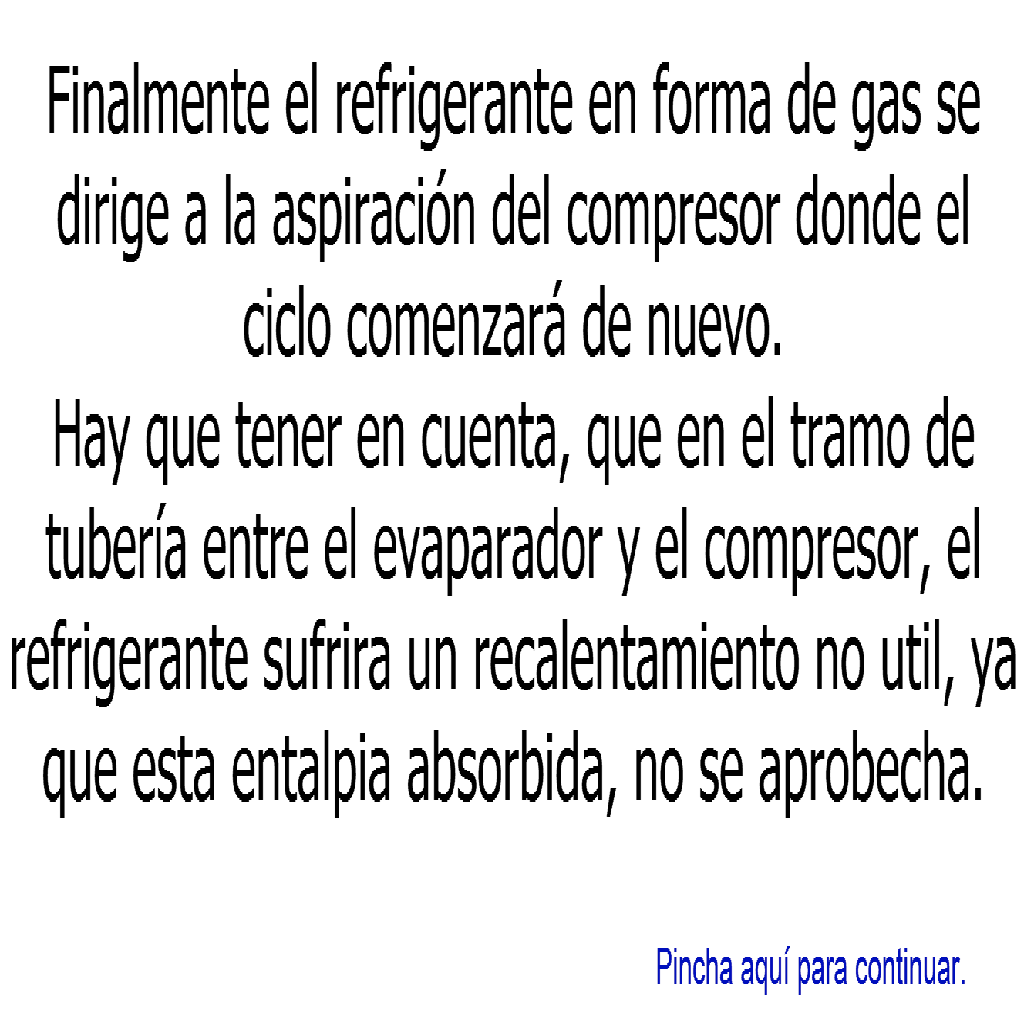 Finalmente el refrigerante en forma de gas se
dirige a la aspiración del compresor donde el
ciclo comenzará de nuevo.
Hay que tener en cuenta, que en el tramo de
tubería entre el evaparador y el compresor, el
refrigerante sufrira un recalentamiento no util, ya
que esta entalpia absorbida, no se aprobecha.
Pincha aquí para continuar.